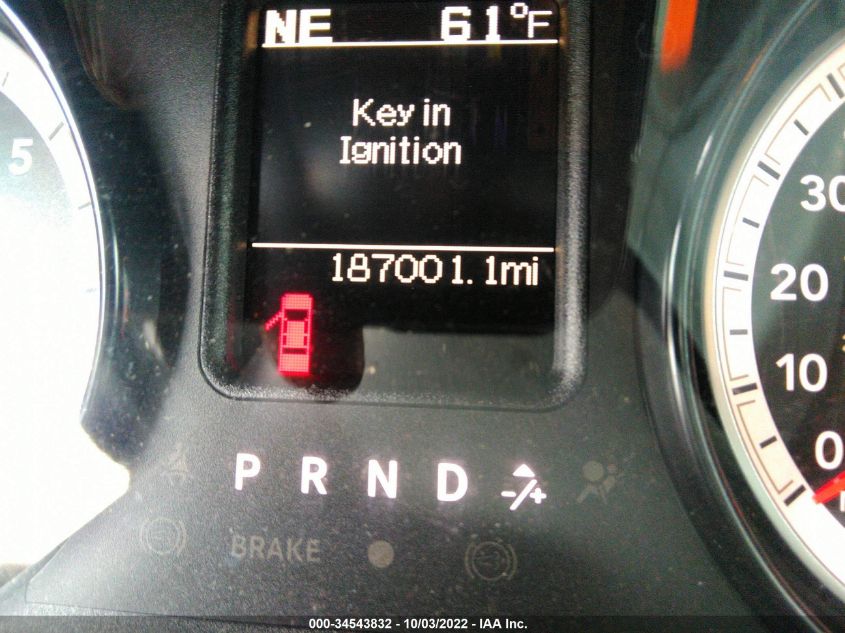 NE 61°F
Key in
Ignition
187001.1mi
5
30
20
10
0
P R N D -/+
BRAKE
000-34543832 - 10/03/2022 - IAA Inc.